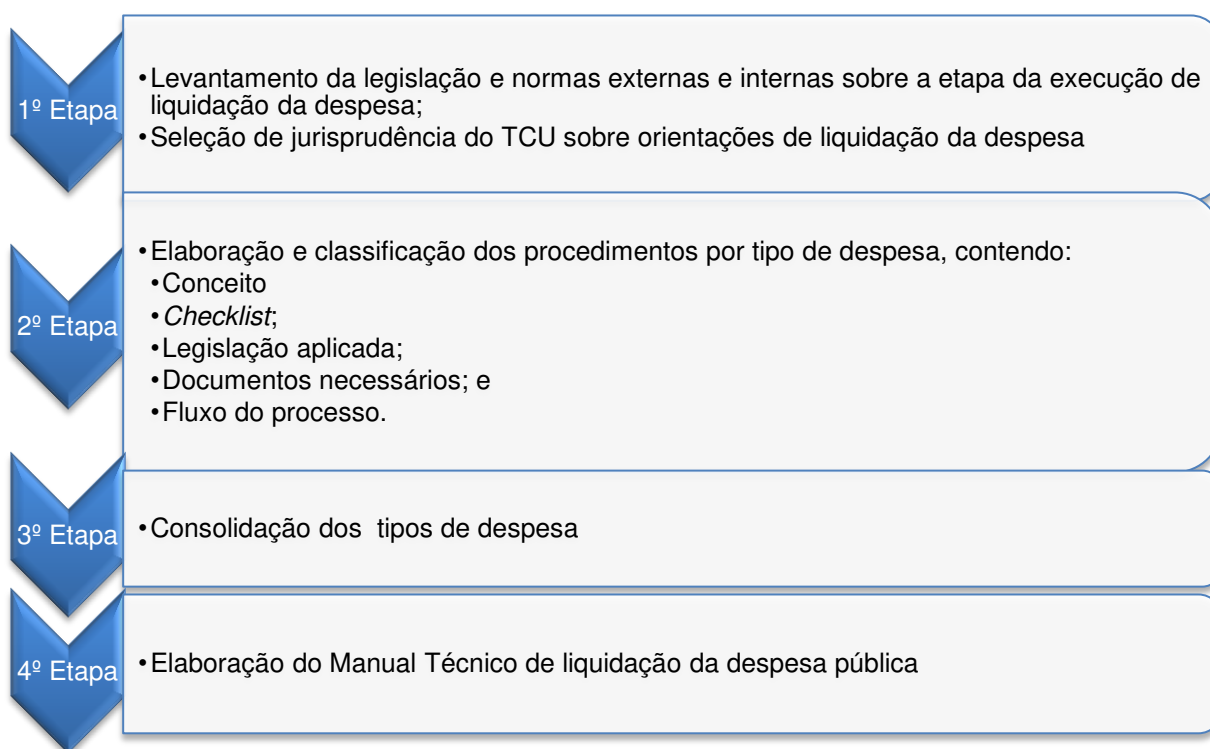 1º Etapa
•Levantamento da legislação e normas externas e internas sobre a etapa da execução de
liquidação da despesa;
•Seleção de jurisprudência do TCU sobre orientações de liquidação da despesa
2º Etapa
•Elaboração e classificação dos procedimentos por tipo de despesa, contendo:
•Conceito
•Checklist;
•Legislação aplicada;
•Documentos necessários; e
•Fluxo do processo.
3º Etapa
•Consolidação dos tipos de despesa
4º Etapa
•Elaboração do Manual Técnico de liquidação da despesa pública